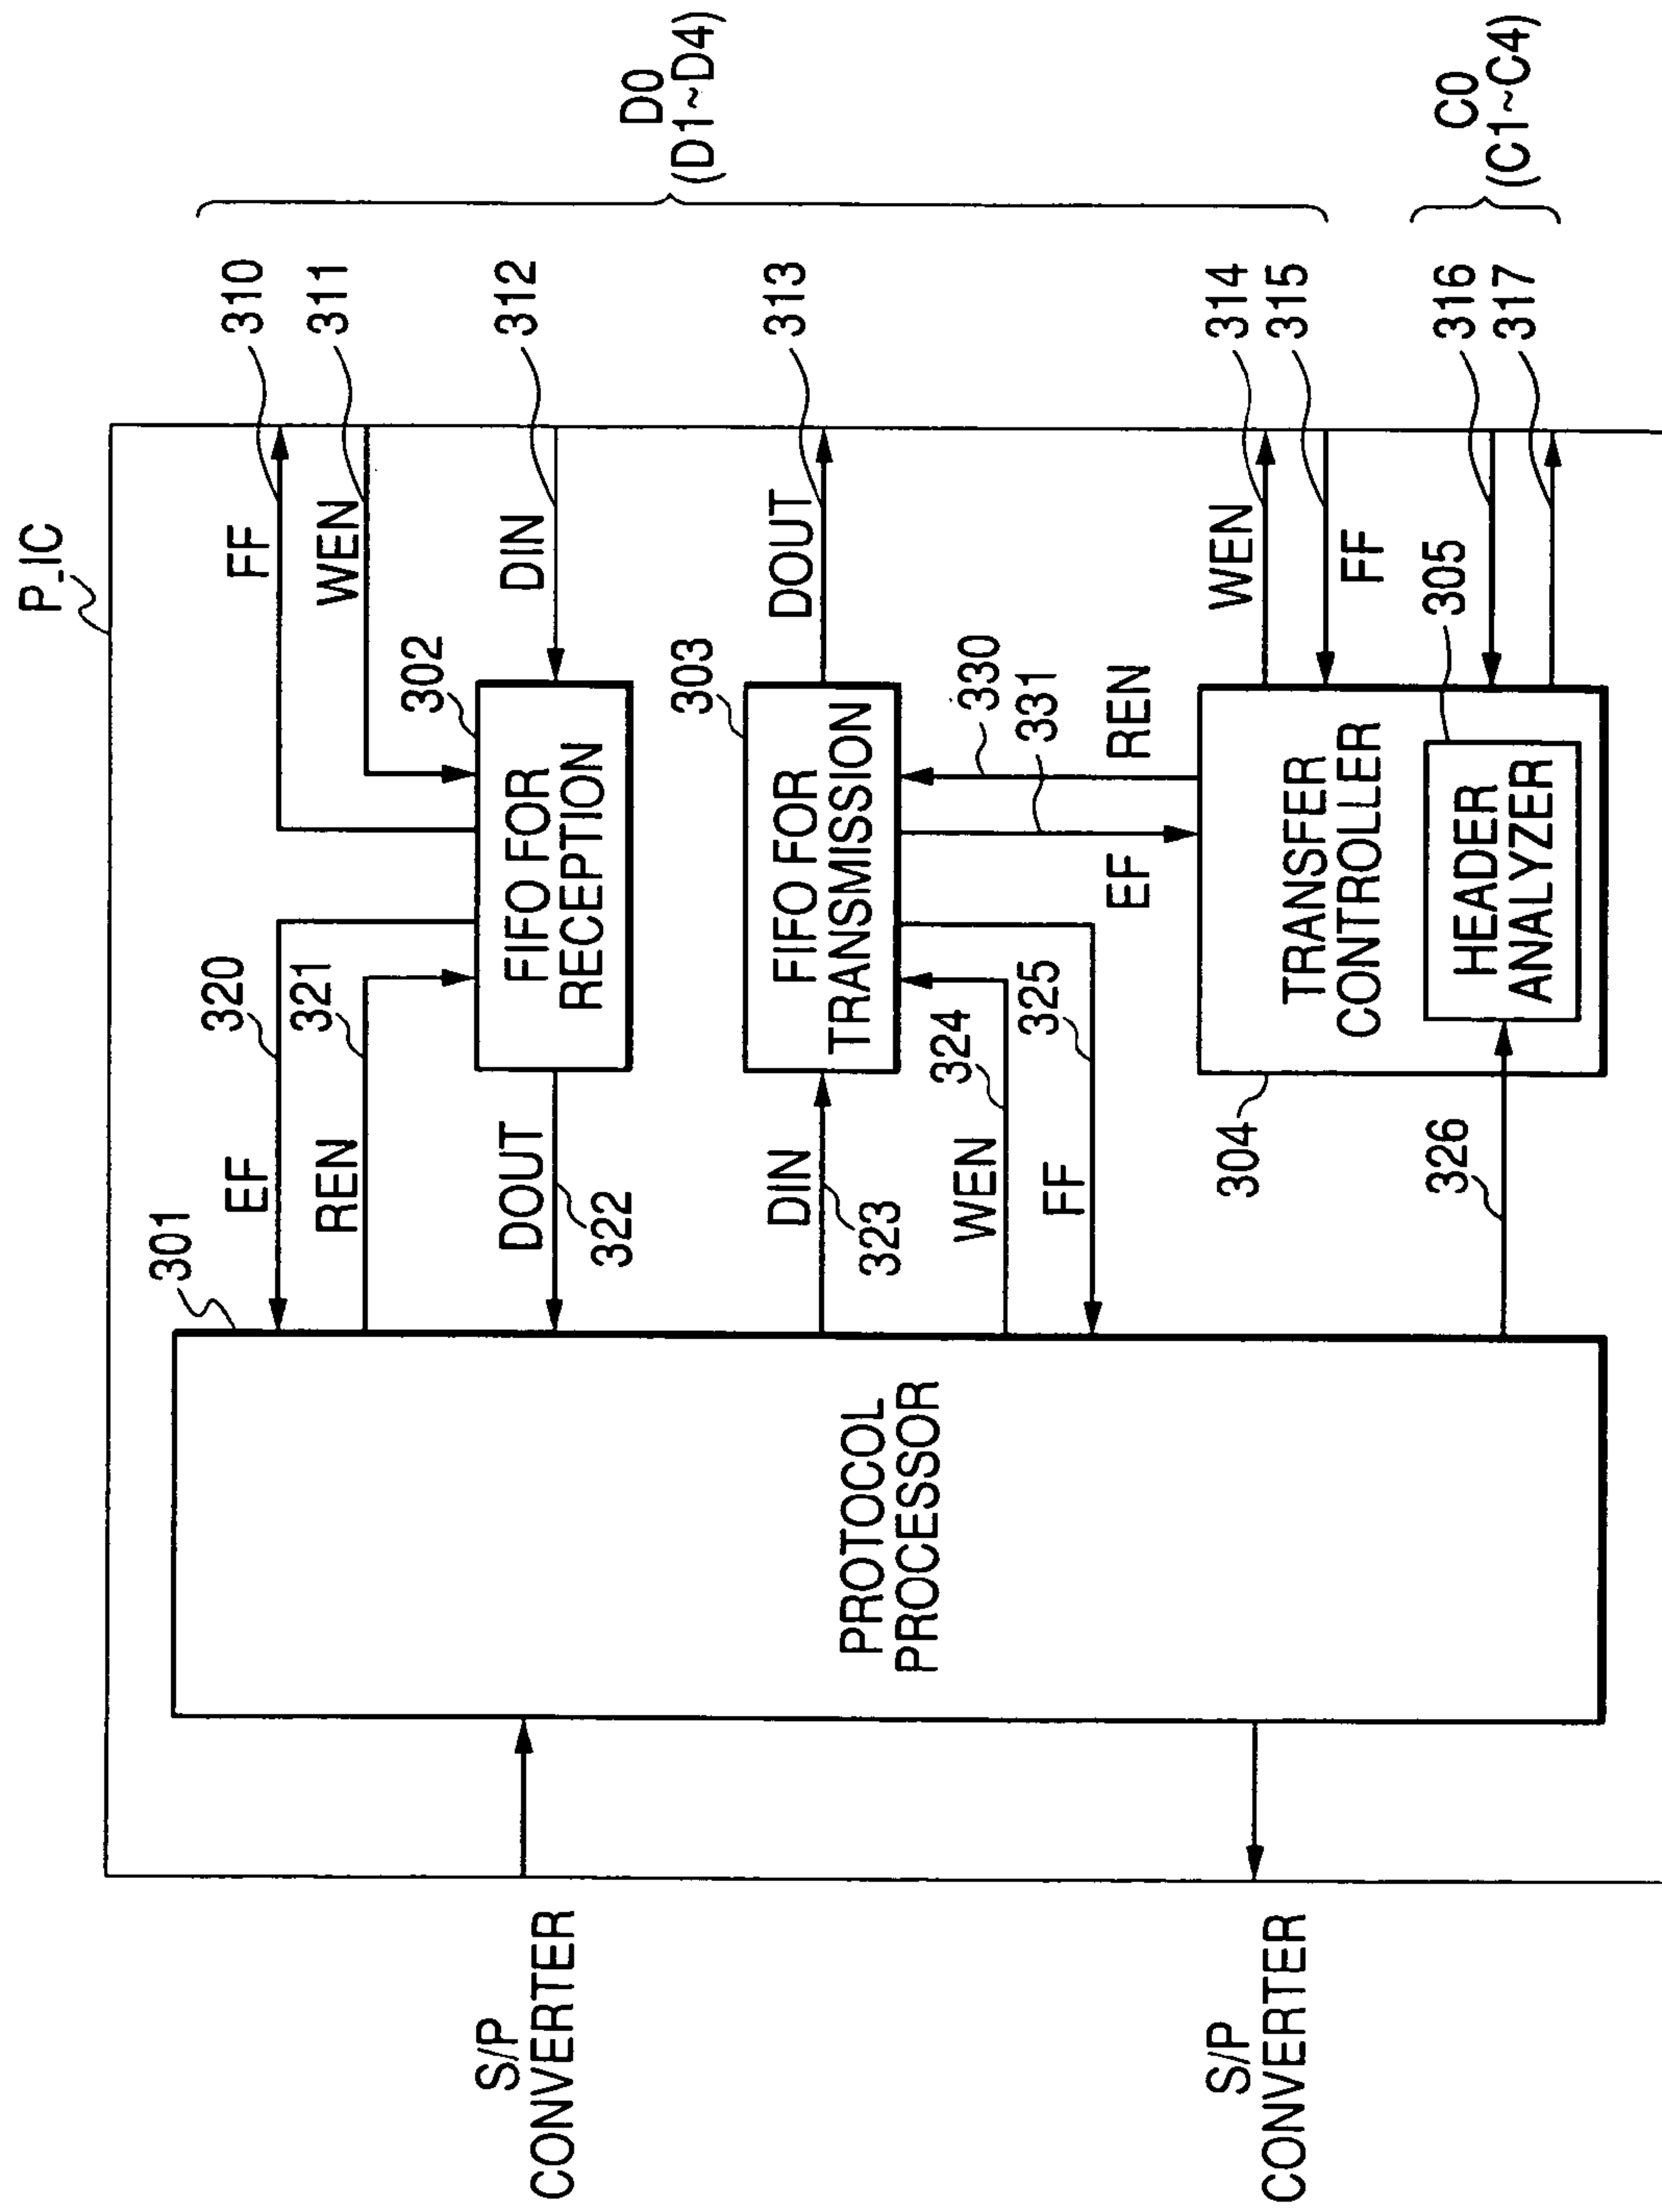 P_IC
301
PROTOCOL
PROCESSOR
S/P
CONVERTER
S/P
CONVERTER
EF
320
REN
321
DOUT
322
DIN
323
WEN
324
FF
325
326
302
FIFO FOR
RECEPTION
303
FIFO FOR
TRANSMISSION
330
331
REN
EF
304
TRANSFER
CONTROLLER
305
HEADER
ANALYZER
FF
310
WEN
311
DIN
312
DOUT
313
WEN
314
FF
315
316
317
D0
(D1~D4)
C0
(C1~C4)